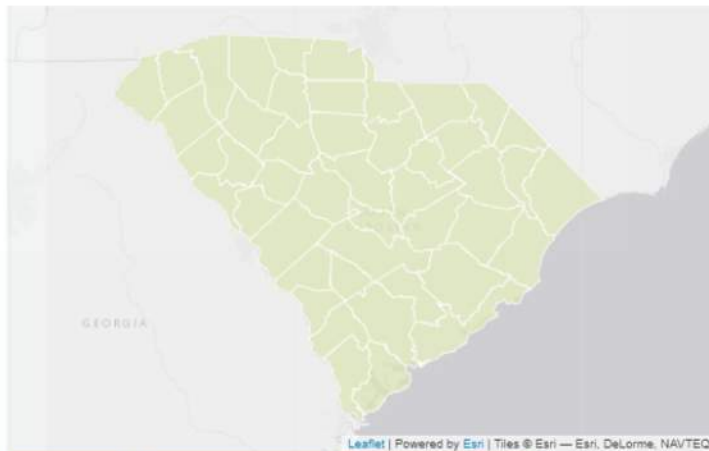 GEORGIA
Leaflet | Powered by Esri | Tiles © Esri — Esri, DeLorme, NAVTEQ